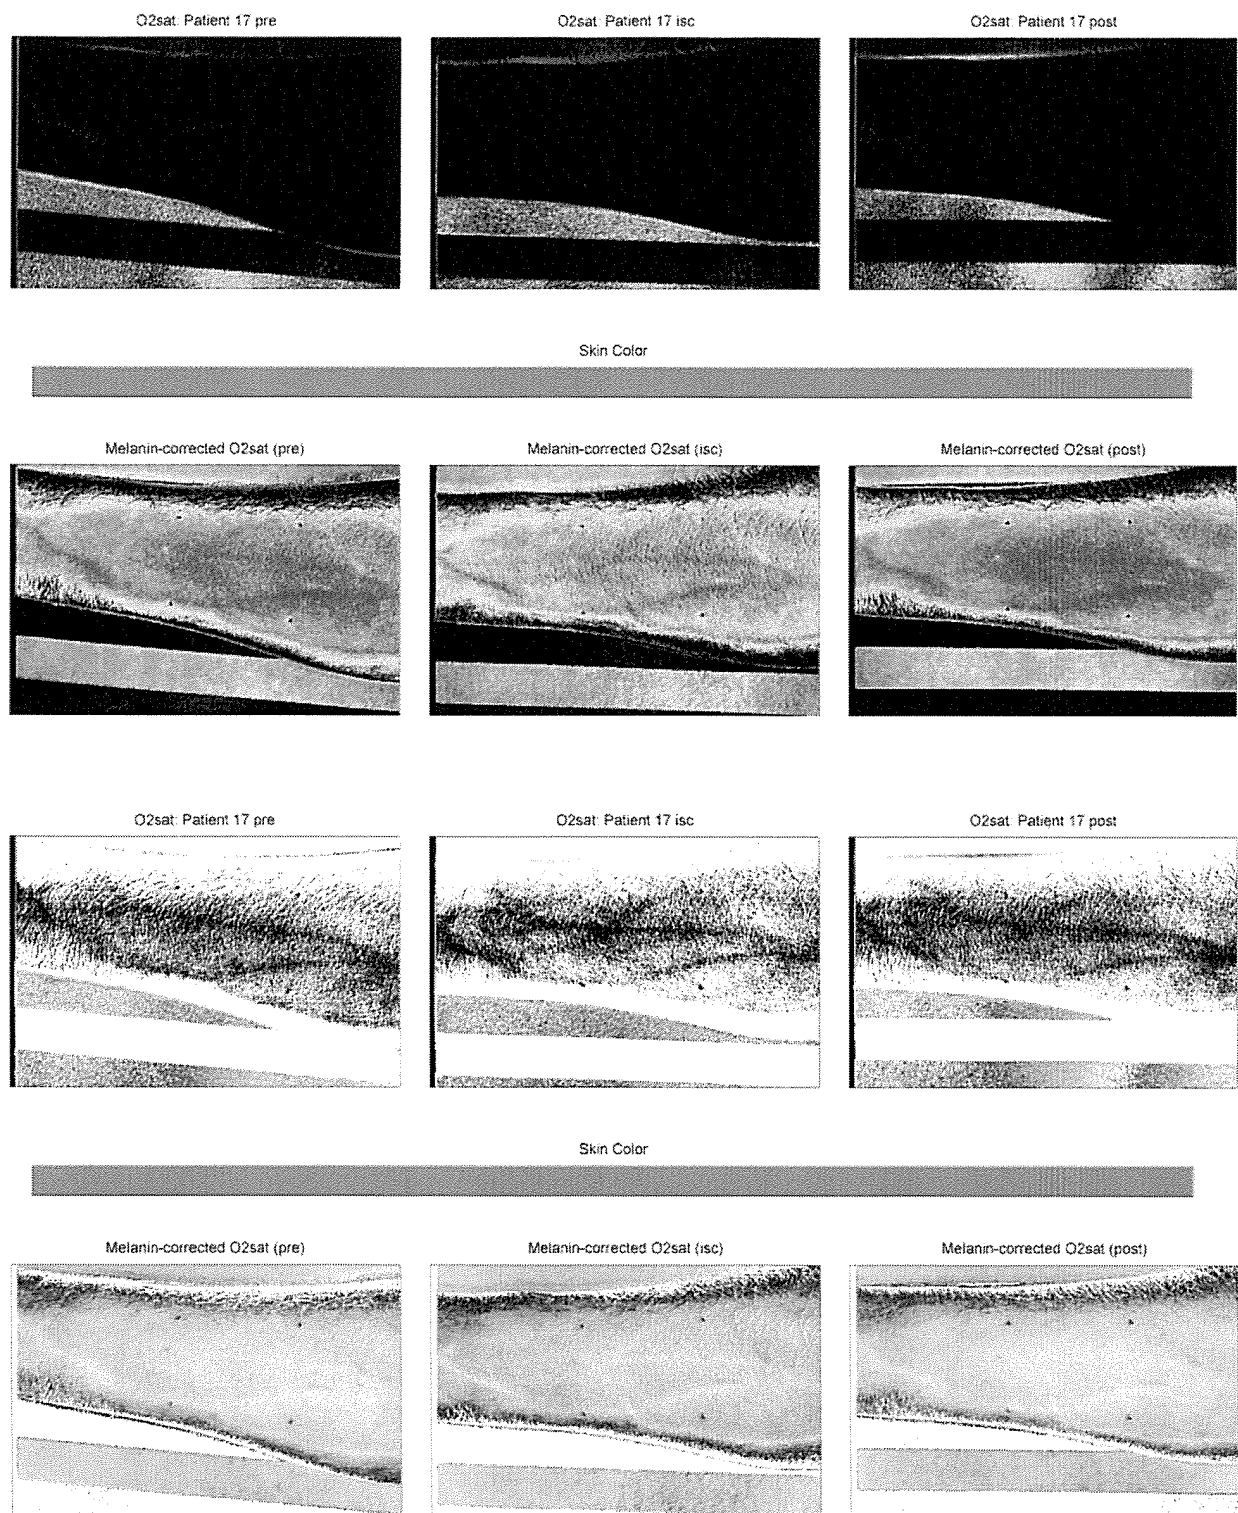 O2sat: Patient 17 pre
O2sat: Patient 17 isc
O2sat: Patient 17 post
Skin Color
Melanin-corrected O2sat (pre)
Melanin-corrected O2sat (isc)
Melanin-corrected O2sat (post)
O2sat: Patient 17 pre
O2sat: Patient 17 isc
O2sat: Patient 17 post
Skin Color
Melanin-corrected O2sat (pre)
Melanin-corrected O2sat (isc)
Melanin-corrected O2sat (post)